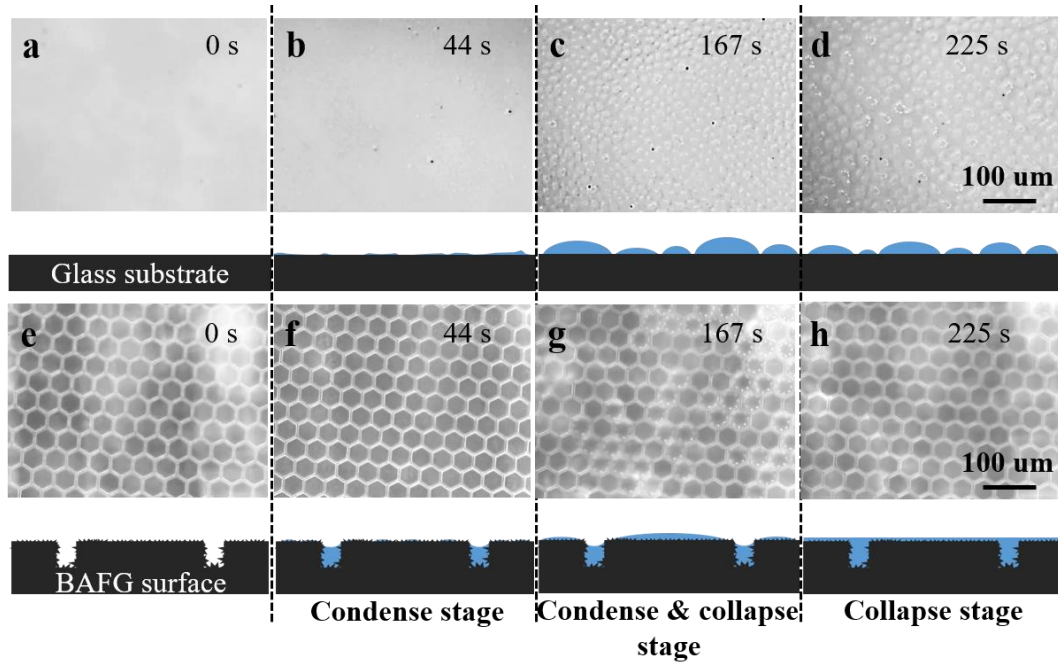 a 0 s
b 44 s
c 167 s
d 225 s
100 um
Glass substrate
e 0 s
f 44 s
g 167 s
h 225 s
100 um
BAFG surface
Condense stage
Condense & collapse
stage
Collapse stage